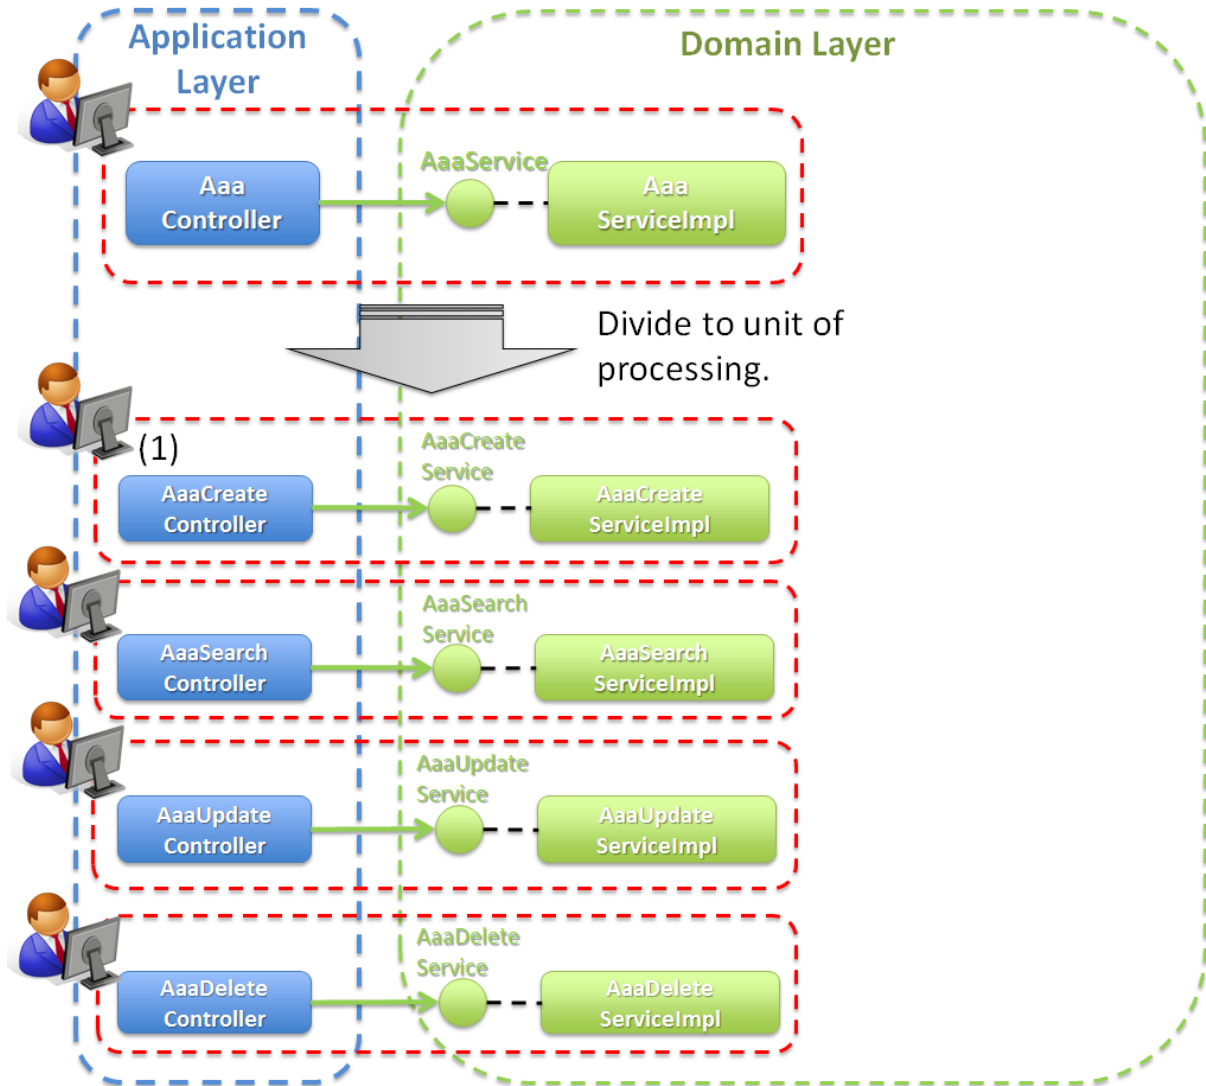 Application
Layer
Domain Layer
AaaService
Aaa
Controller
Aaa
ServiceImpl
Divide to unit of
processing.
(1)
AaaCreate
Service
AaaCreate
Controller
AaaCreate
ServiceImpl
AaaSearch
Service
AaaSearch
Controller
AaaSearch
ServiceImpl
AaaUpdate
Service
AaaUpdate
Controller
AaaUpdate
ServiceImpl
AaaDelete
Service
AaaDelete
Controller
AaaDelete
ServiceImpl